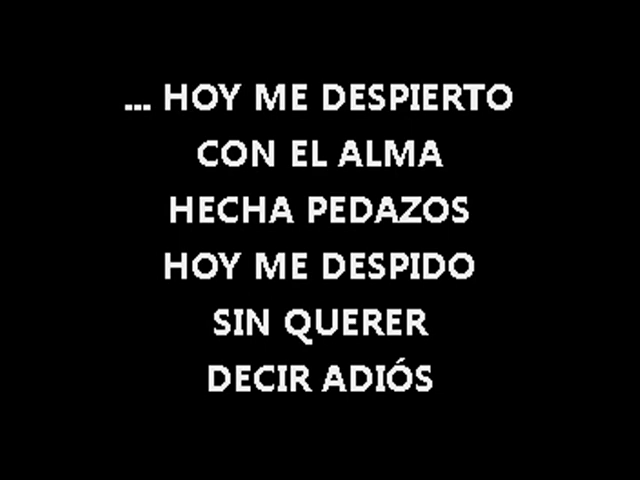 ... HOY ME DESPIERTO
CON EL ALMA
HECHA PEDAZOS
HOY ME DESPIDO
SIN QUERER
DECIR ADIÓS